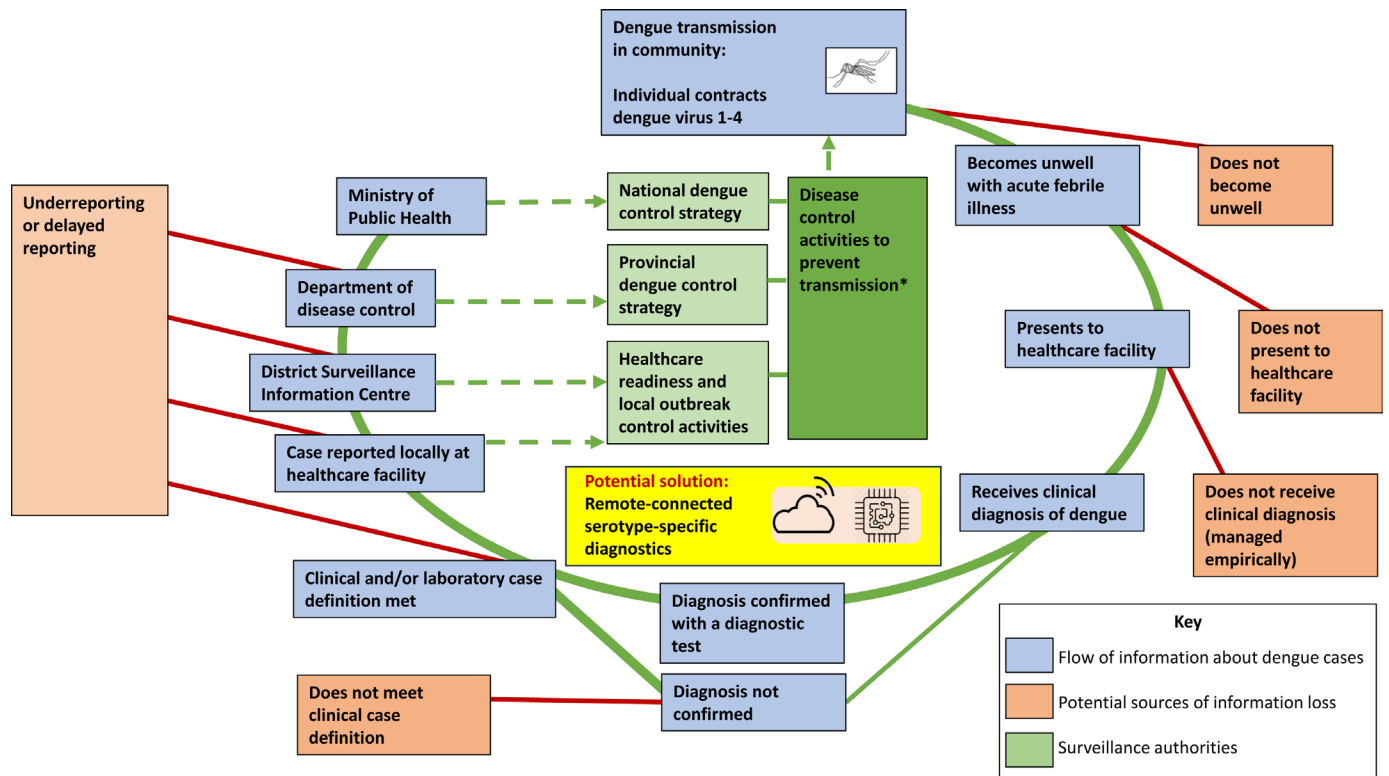 Dengue transmission
in community:
Individual contracts
dengue virus 1-4
Becomes unwell
with acute febrile
illness
Does not
become
unwell
Presents to
healthcare facility
Does not
present to
healthcare
facility
Receives clinical
diagnosis of dengue
Does not receive
clinical diagnosis
(managed
empirically)
Diagnosis confirmed
with a diagnostic
test
Diagnosis not
confirmed
Does not meet
clinical case
definition
Clinical and/or laboratory case
definition met
Case reported locally at
healthcare facility
District Surveillance
Information Centre
Department of
disease control
Ministry of
Public Health
Underreporting
or delayed
reporting
National dengue
control strategy
Provincial
dengue control
strategy
Healthcare
readiness and
local outbreak
control activities
Disease
control
activities to
prevent
transmission*
Potential solution:
Remote-connected
serotype-specific
diagnostics
Key
Flow of information about dengue cases
Potential sources of information loss
Surveillance authorities